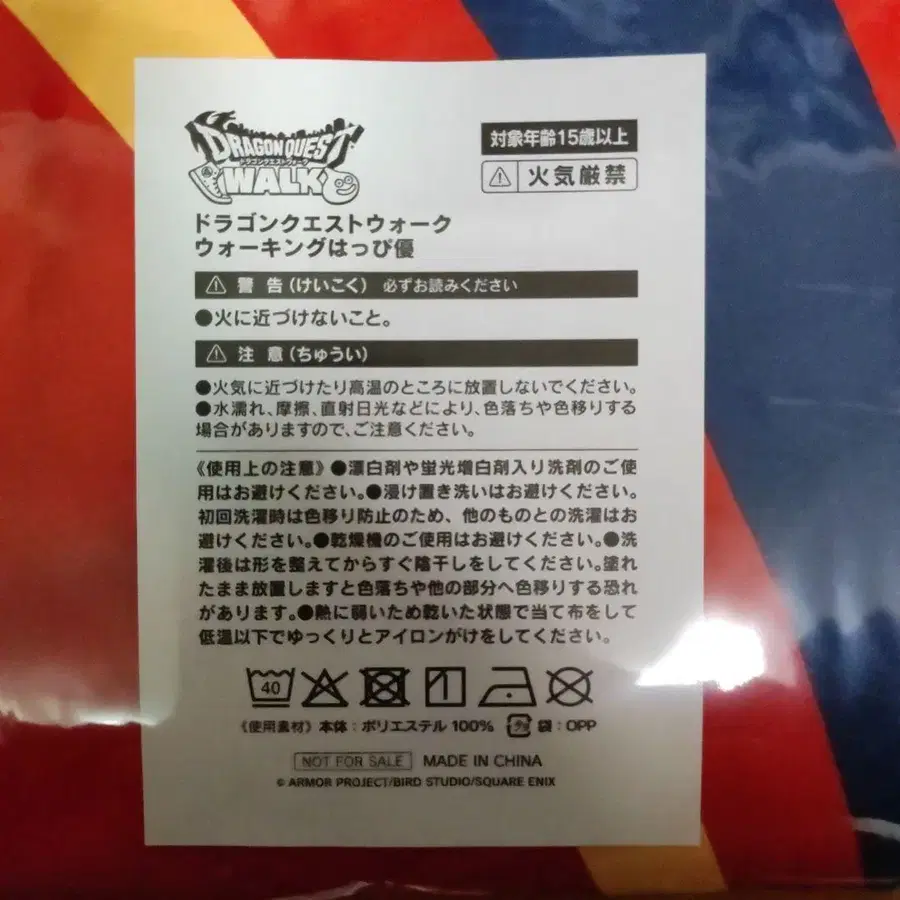 DRAGON QUEST
ドラゴンクエストウォーク
WALK
対象年齢15歳以上
火気厳禁
ドラゴンクエストウォーク
ウォーキングはっぴ優
警 告(けいこく) 必ずお読みください
●火に近づけないこと。
注 意(ちゅうい)
●火気に近づけたり高温のところに放置しないでください。
●水濡れ、摩擦、直射日光などにより、色落ちや色移りする
場合がありますので、ご注意ください。
《使用上の注意》●漂白剤や蛍光増白剤入り洗剤のご使
用はお避けください。●浸け置き洗いはお避けください。
初回洗濯時は色移り防止のため、他のものとの洗濯はお
避けください。●乾燥機のご使用はお避けください。●洗
濯後は形を整えてからすぐ陰干しをしてください。塗れ
たまま放置しますと色落ちや他の部分へ色移りする恐れ
があります。●熱に弱いため乾いた状態で当て布をして
低温以下でゆっくりとアイロンがけをしてください。
40
《使用素材》本体:ポリエステル 100% プラ 袋:OPP
NOT FOR SALE MADE IN CHINA
© ARMOR PROJECT/BIRD STUDIO/SQUARE ENIX